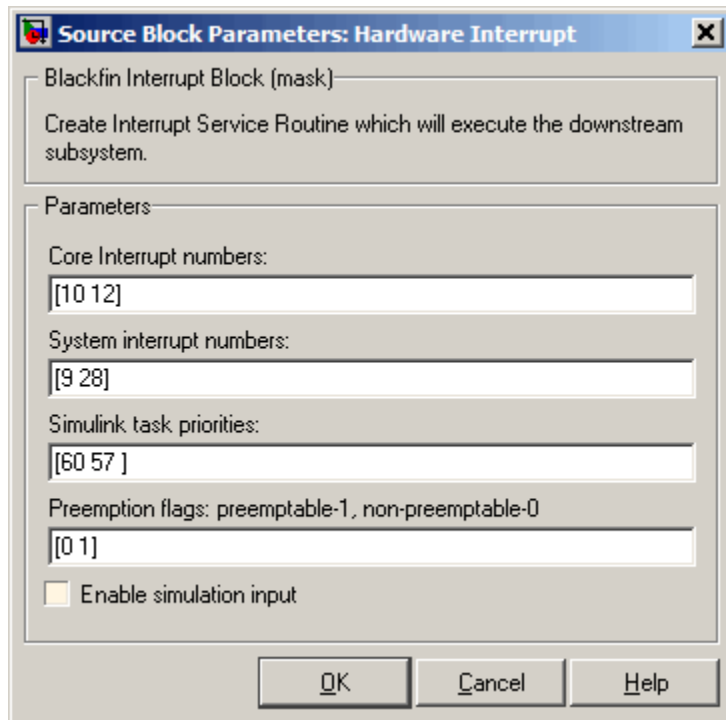 Source Block Parameters: Hardware Interrupt
Blackfin Interrupt Block (mask)
Create Interrupt Service Routine which will execute the downstream
subsystem.
Parameters
Core Interrupt numbers:
[10 12]
System interrupt numbers:
[9 28]
Simulink task priorities:
[60 57 ]
Preemption flags: preemptable-1, non-preemptable-0
[0 1]
Enable simulation input
OK Cancel Help